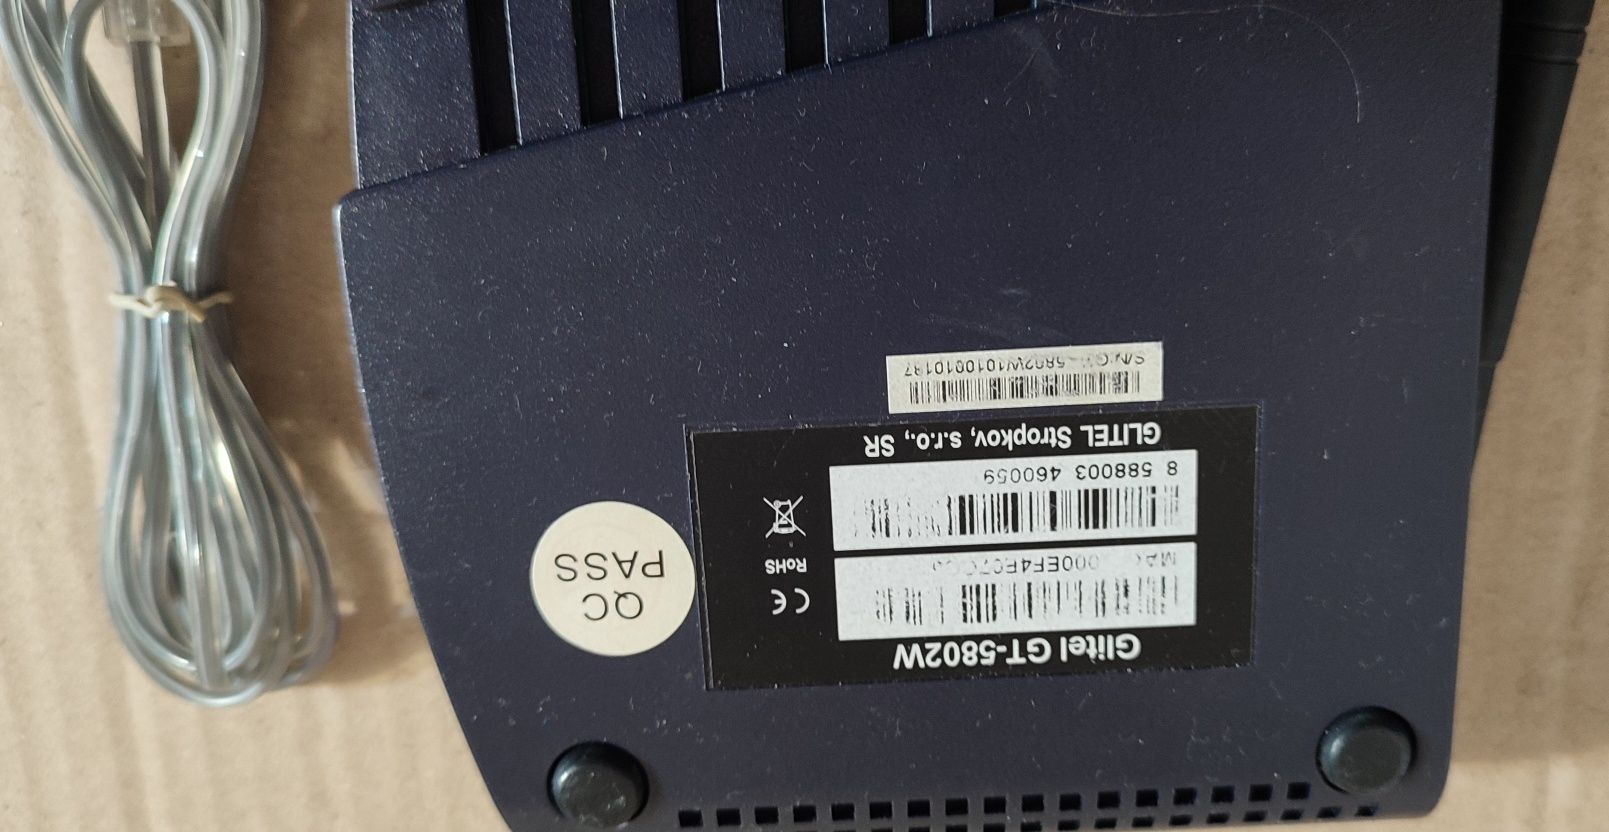 Glitel GT-5802W
CE
RoHS
8 588003 460059
GLITEL Stropkov, s.r.o., SR
QC
PASS